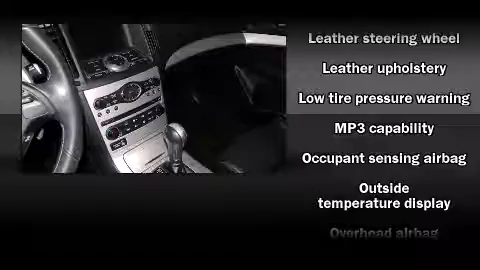 Leather steering wheel
Leather upholstery
Low tire pressure warning
MP3 capability
Occupant sensing airbag
Outside
temperature display
Overhead airbag